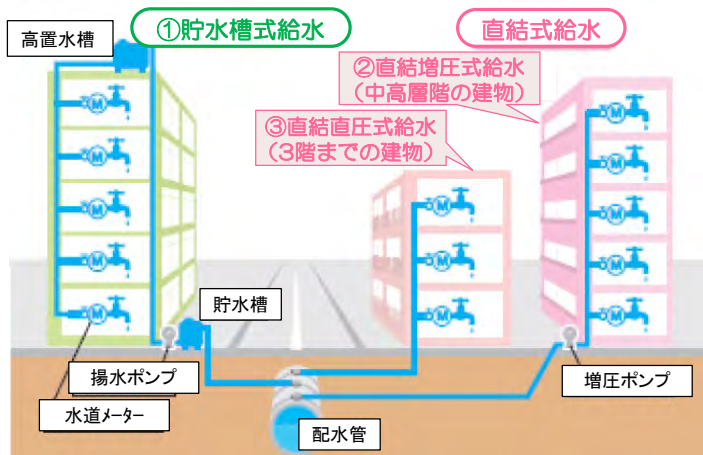 高置水槽
①貯水槽式給水
直結式給水
②直結増圧式給水
（中高層階の建物）
③直結直圧式給水
（3階までの建物）
M
M
M
M
M
M
M
M
M
M
M
M
M
貯水槽
揚水ポンプ
水道メーター
配水管
増圧ポンプ